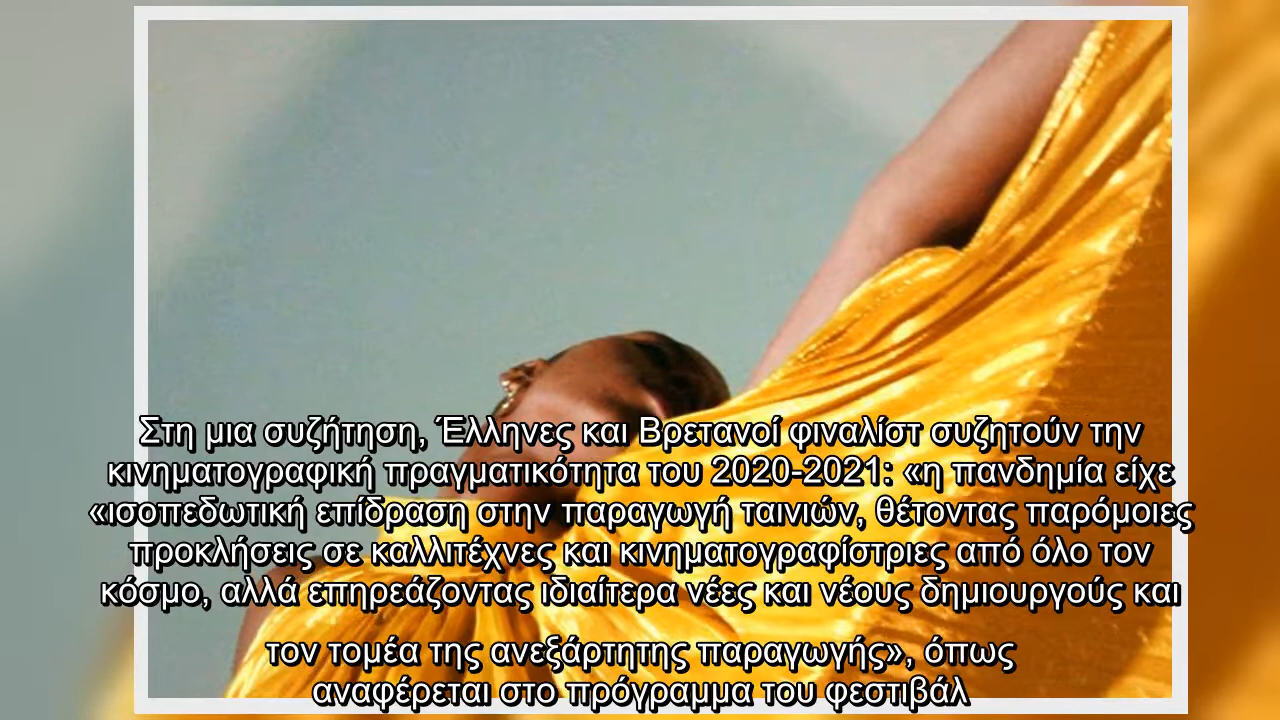 Στη μια συζήτηση, Έλληνες και Βρετανοί φιναλίστ συζητούν την
κινηματογραφική πραγματικότητα του 2020-2021: «η πανδημία είχε
«ισοπεδωτική επίδραση στην παραγωγή ταινιών, θέτοντας παρόμοιες
προκλήσεις σε καλλιτέχνες και κινηματογραφίστριες από όλο τον
κόσμο, αλλά επηρεάζοντας ιδιαίτερα νέες και νέους δημιουργούς και
τον τομέα της ανεξάρτητης παραγωγής», όπως
αναφέρεται στο πρόγραμμα του φεστιβάλ